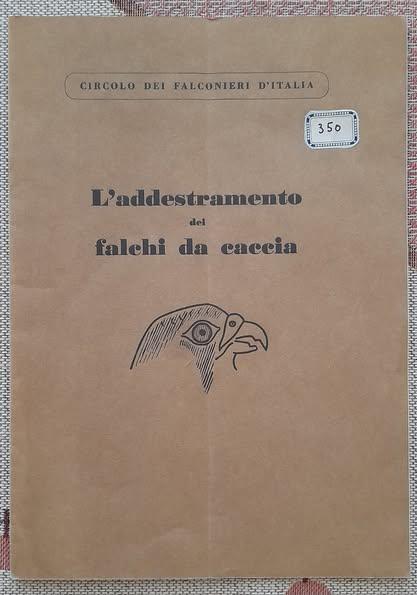 CIRCOLO DEI FALCONIERI D'ITALIA
350
L'addestramento
dei
falchi da caccia